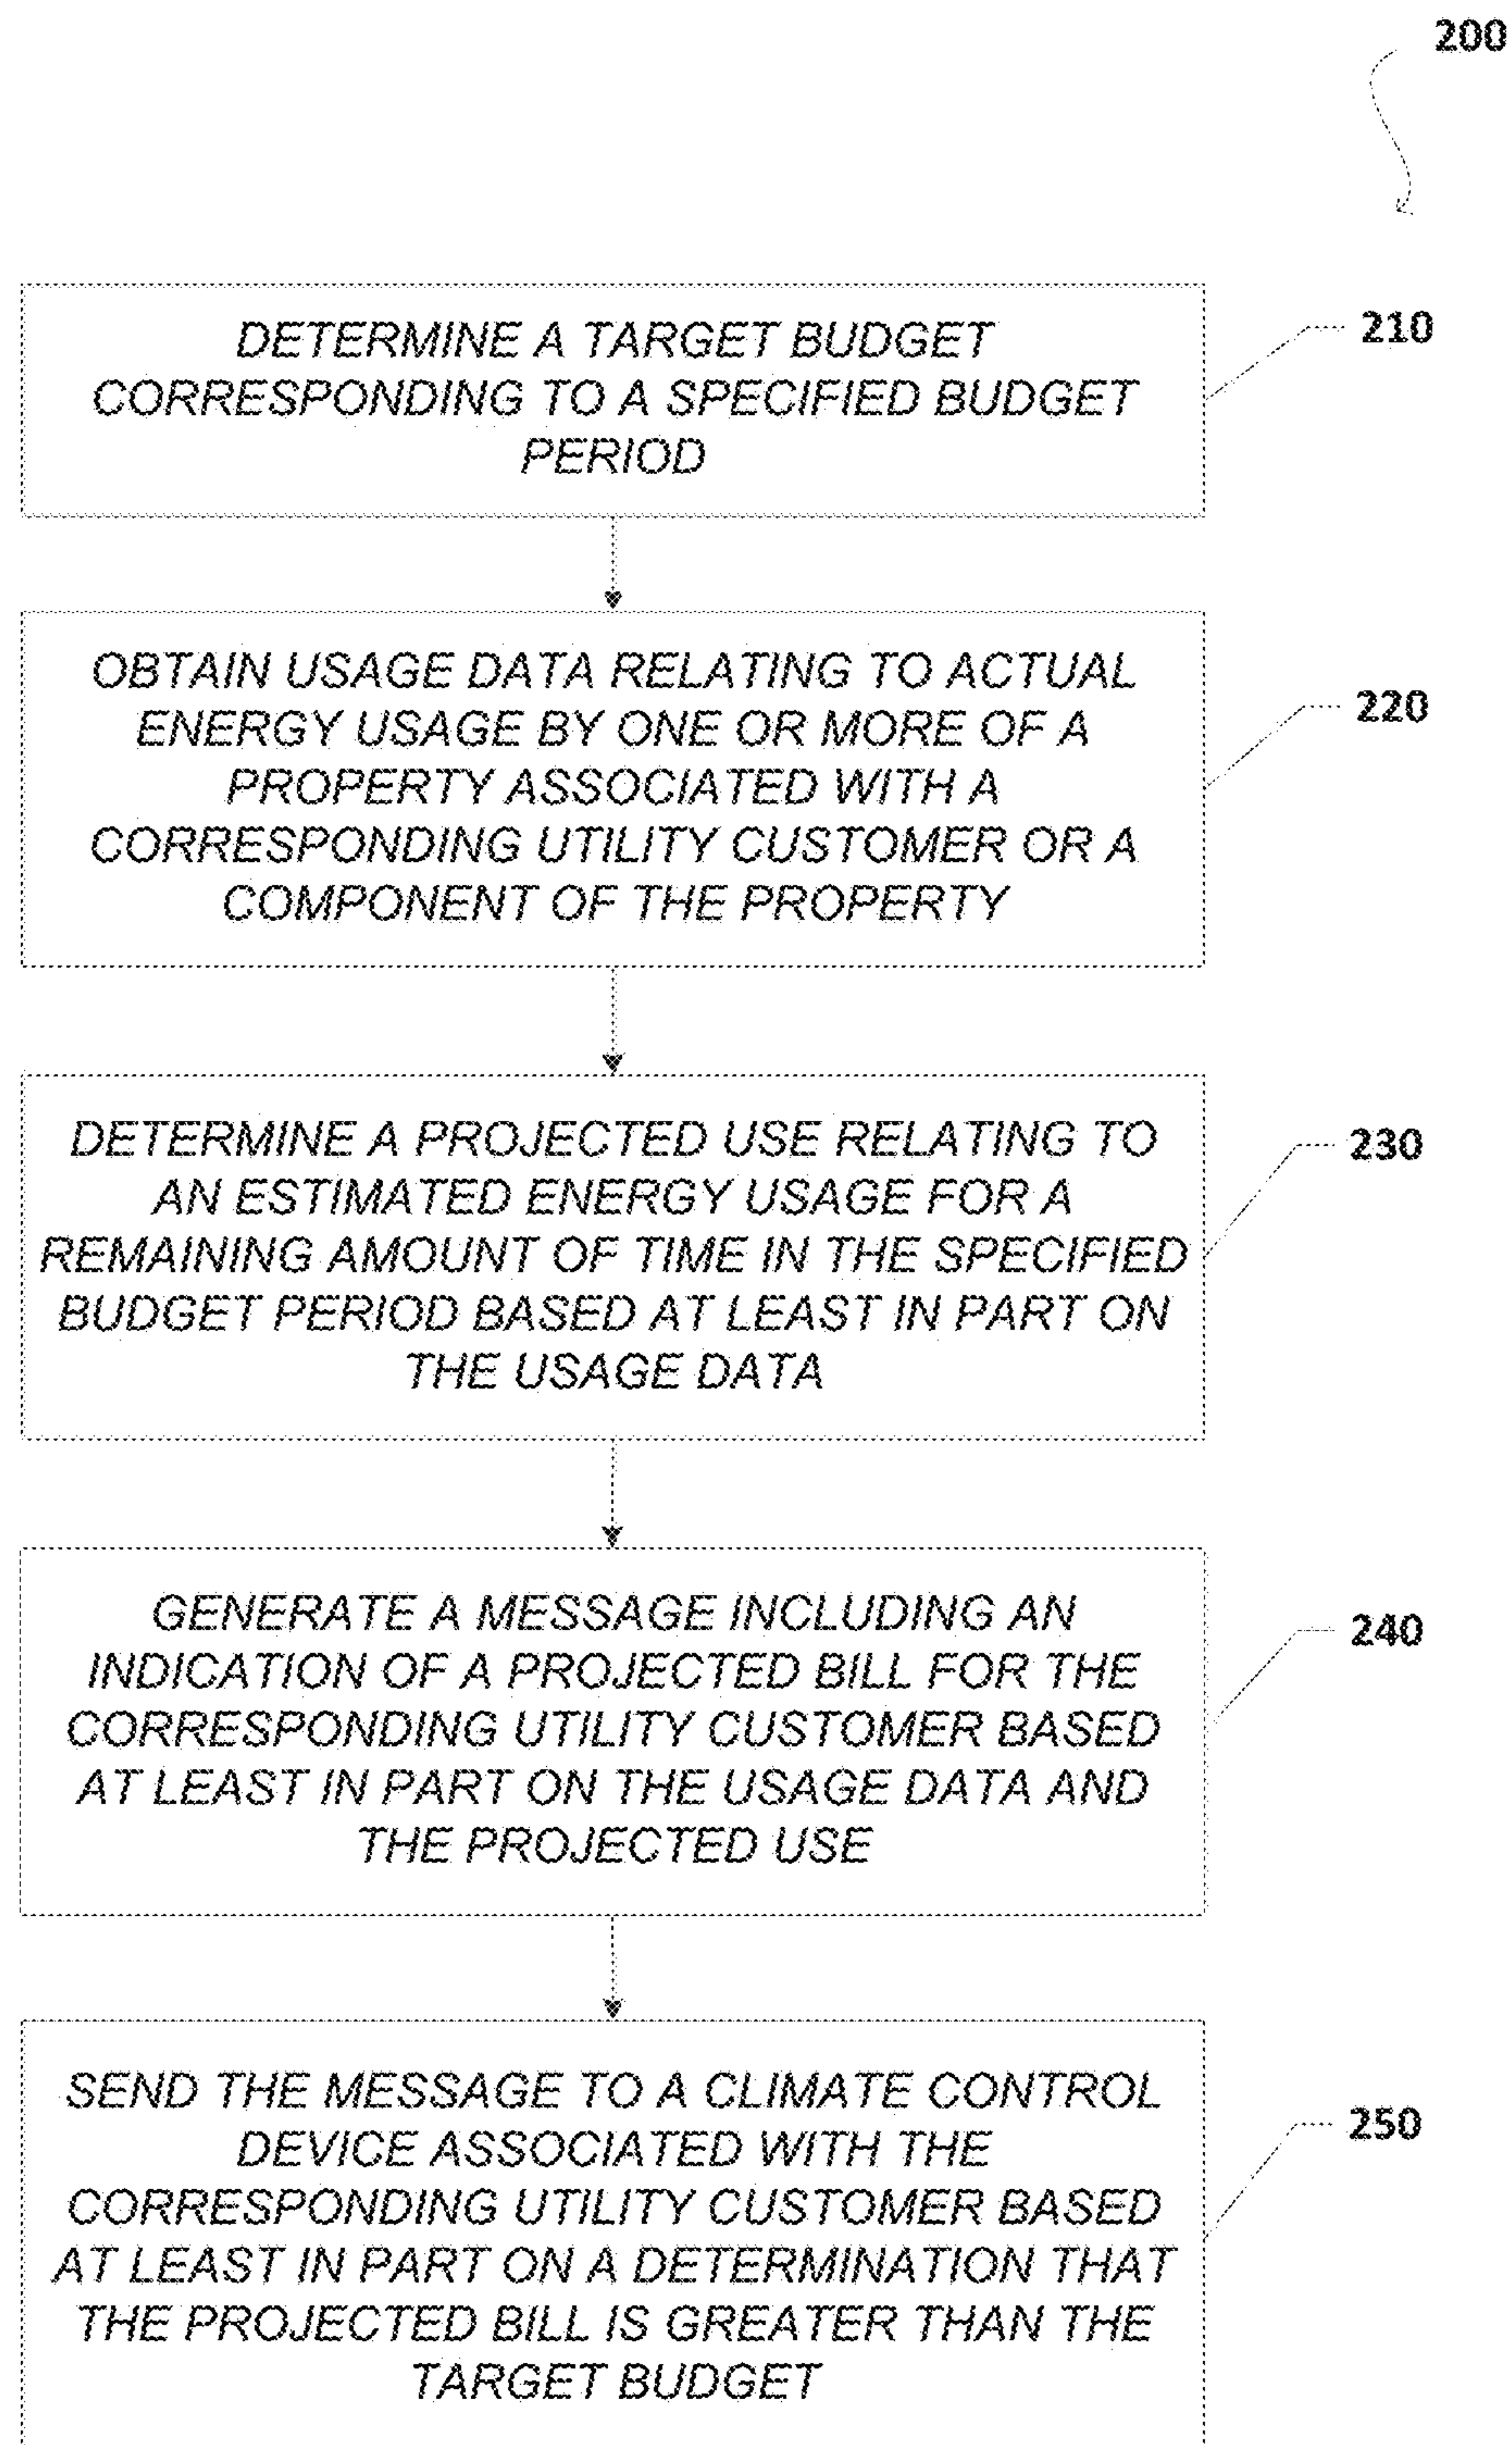 200
DETERMINE A TARGET BUDGET
CORRESPONDING TO A SPECIFIED BUDGET
PERIOD
210
OBTAIN USAGE DATA RELATING TO ACTUAL
ENERGY USAGE BY ONE OR MORE OF A
PROPERTY ASSOCIATED WITH A
CORRESPONDING UTILITY CUSTOMER OR A
COMPONENT OF THE PROPERTY
220
DETERMINE A PROJECTED USE RELATING TO
AN ESTIMATED ENERGY USAGE FOR A
REMAINING AMOUNT OF TIME IN THE SPECIFIED
BUDGET PERIOD BASED AT LEAST IN PART ON
THE USAGE DATA
230
GENERATE A MESSAGE INCLUDING AN
INDICATION OF A PROJECTED BILL FOR THE
CORRESPONDING UTILITY CUSTOMER BASED
AT LEAST IN PART ON THE USAGE DATA AND
THE PROJECTED USE
240
SEND THE MESSAGE TO A CLIMATE CONTROL
DEVICE ASSOCIATED WITH THE
CORRESPONDING UTILITY CUSTOMER BASED
AT LEAST IN PART ON A DETERMINATION THAT
THE PROJECTED BILL IS GREATER THAN THE
TARGET BUDGET
250